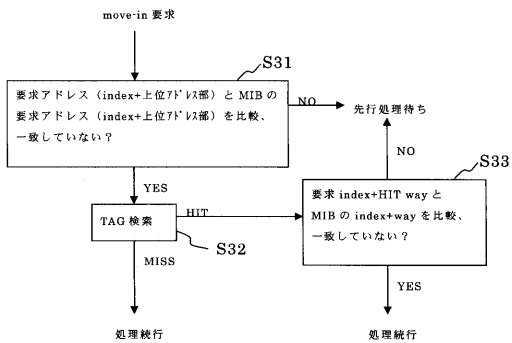 move-in 要求
S31
要求アドレス（index+上位ｱﾄﾞﾚｽ部）とMIBの
要求アドレス（index+上位ｱﾄﾞﾚｽ部）を比較、
一致していない？
NO
先行処理待ち
YES
NO
S33
TAG 検索
HIT
S32
要求 index+HIT way と
MIB の index+way を比較、
一致していない？
MISS
YES
処理続行
処理続行